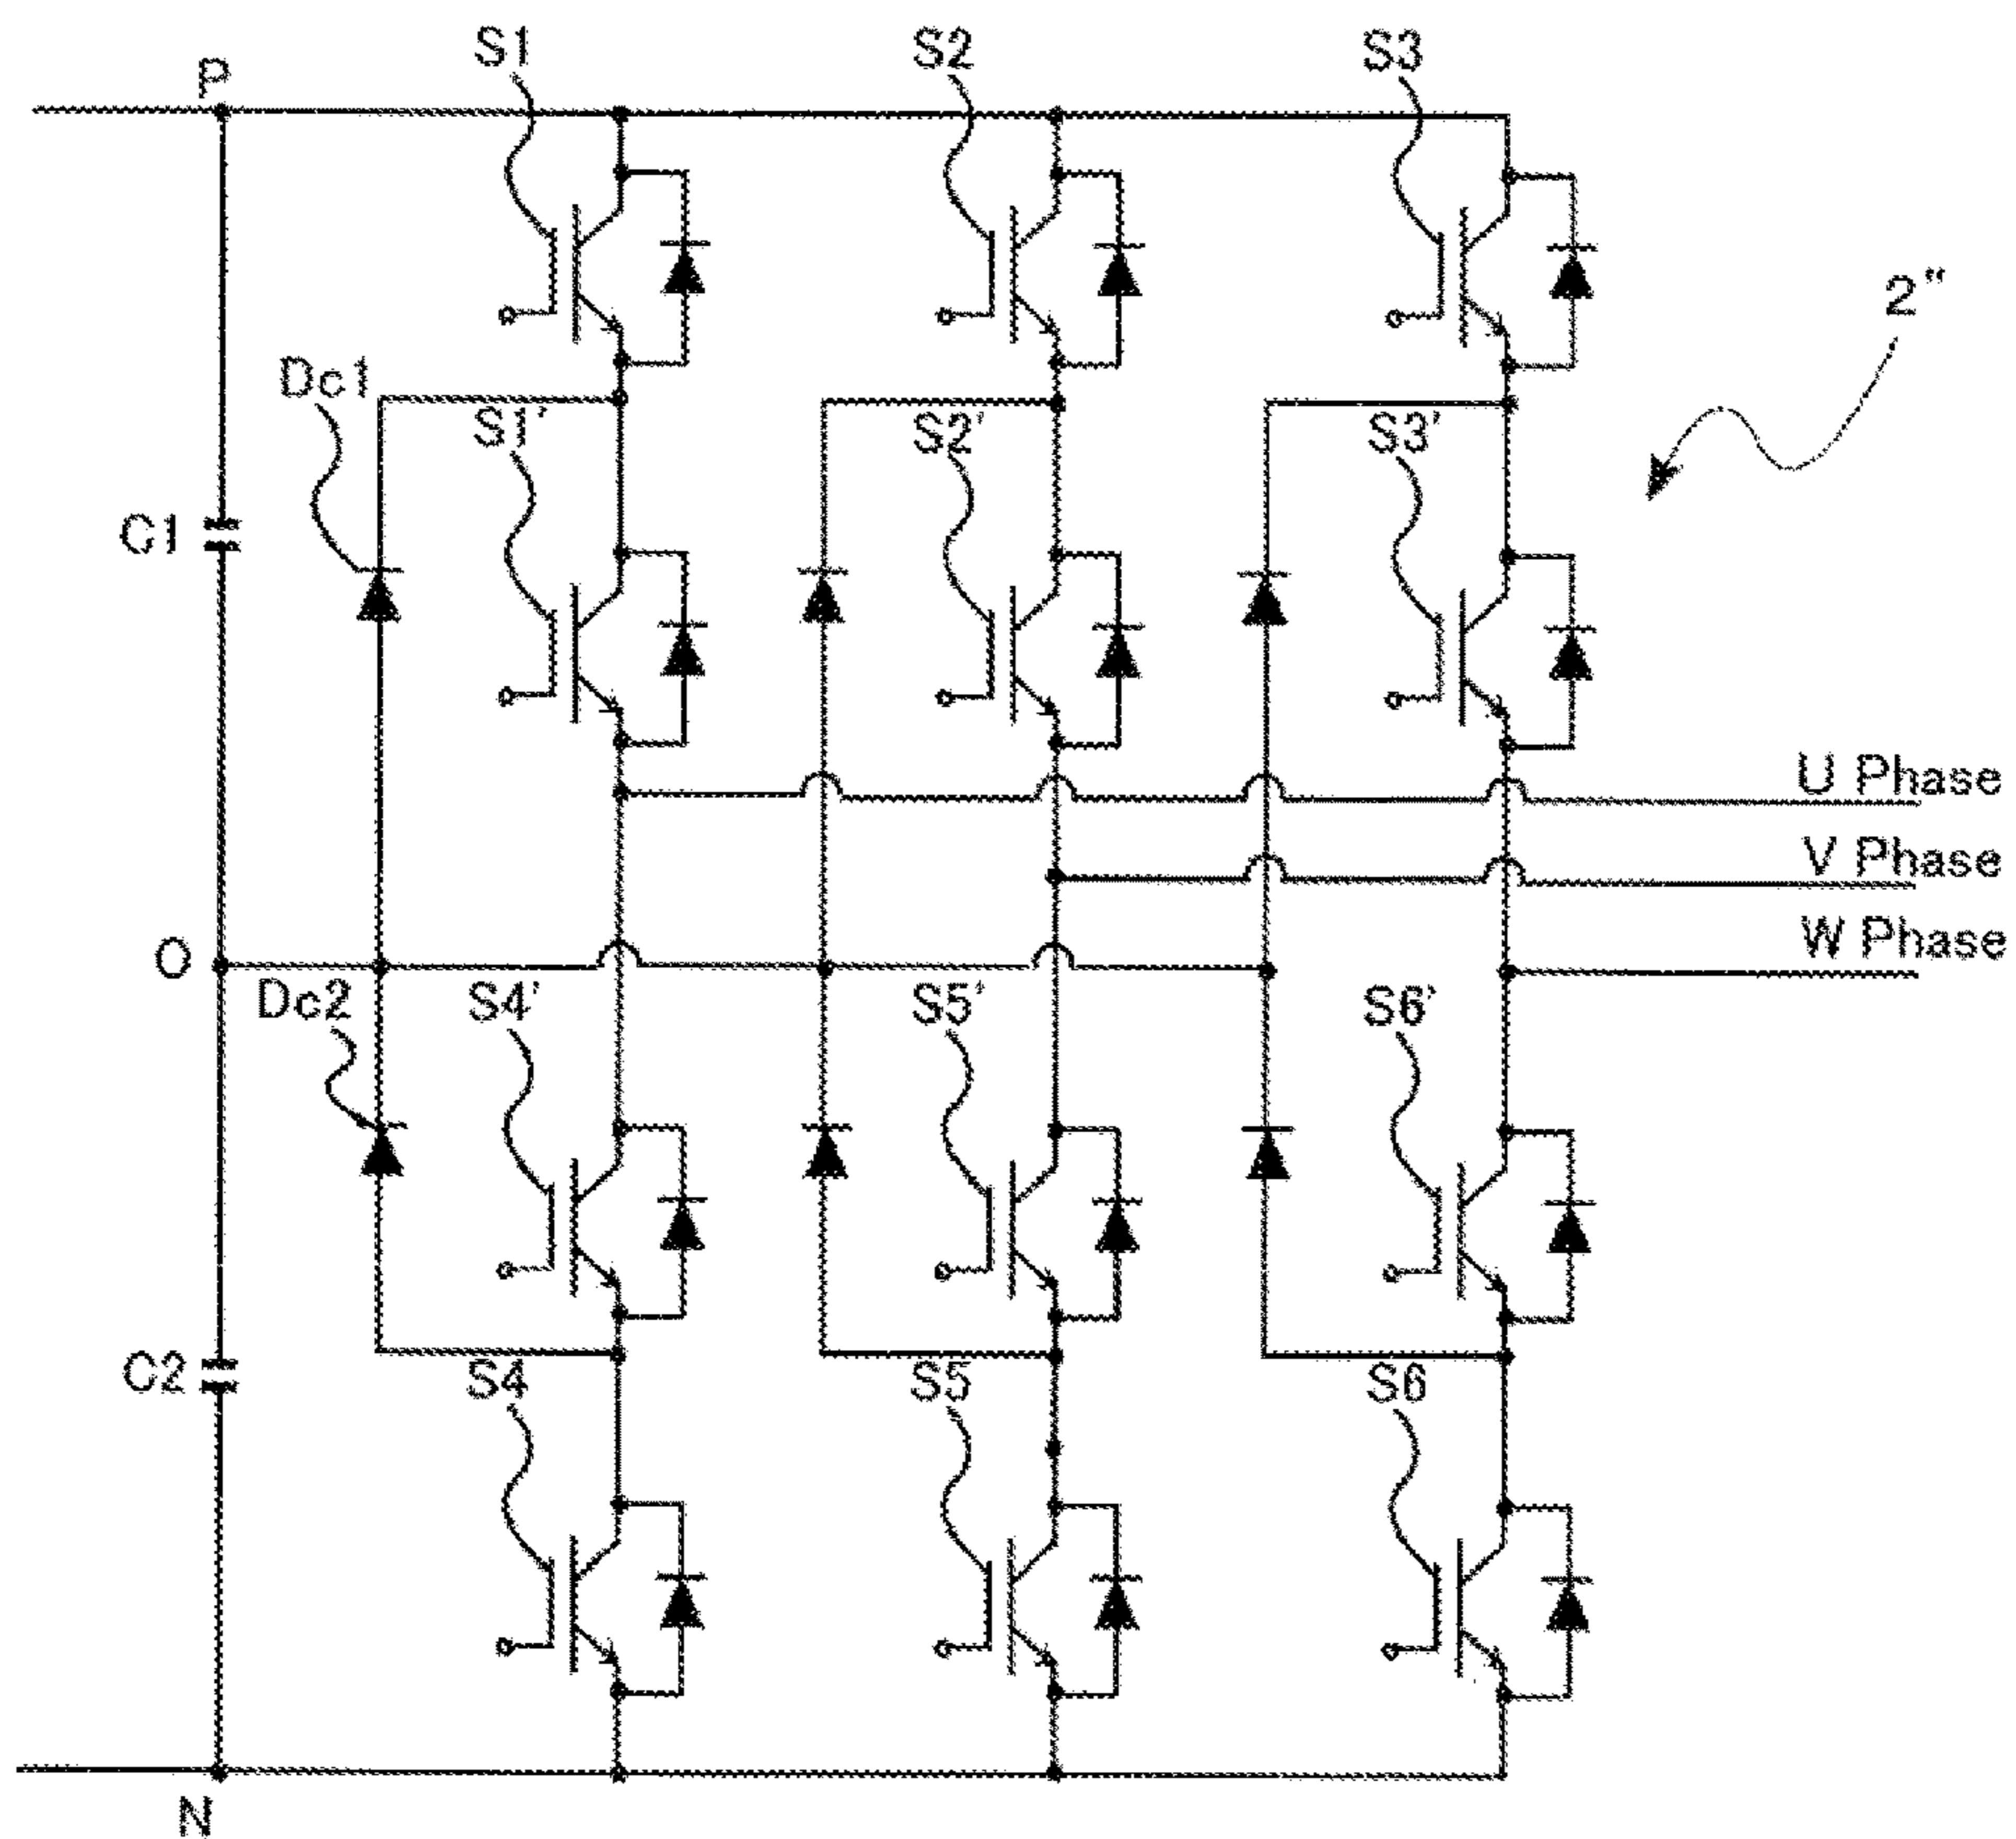 S1
S2
S3
P
2"
Dc1
S1'
S2'
S3'
C1
U Phase
V Phase
W Phase
O
Dc2
S4'
S5'
S6'
C2
S4
S5
S6
N